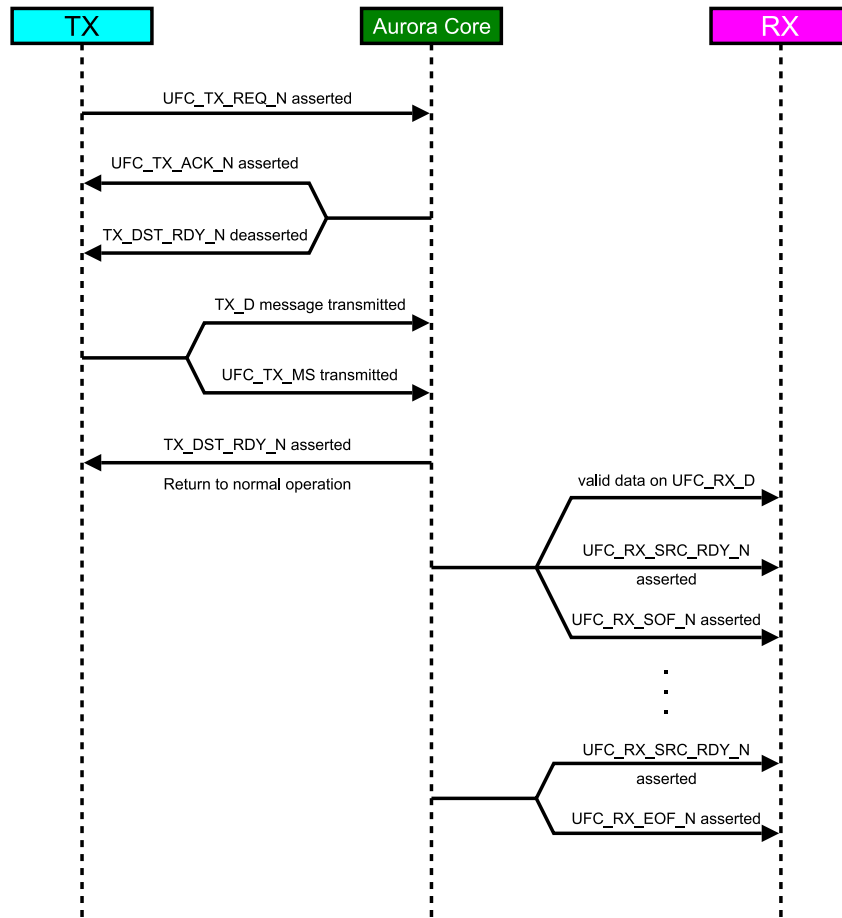 TX
Aurora Core
RX
UFC_TX_REQ_N asserted
UFC_TX_ACK_N asserted
TX_DST_RDY_N deasserted
TX_D message transmitted
UFC_TX_MS transmitted
TX_DST_RDY_N asserted
Return to normal operation
valid data on UFC_RX_D
UFC_RX_SRC_RDY_N
asserted
UFC_RX_SOF_N asserted
.
.
.
UFC_RX_SRC_RDY_N
asserted
UFC_RX_EOF_N asserted